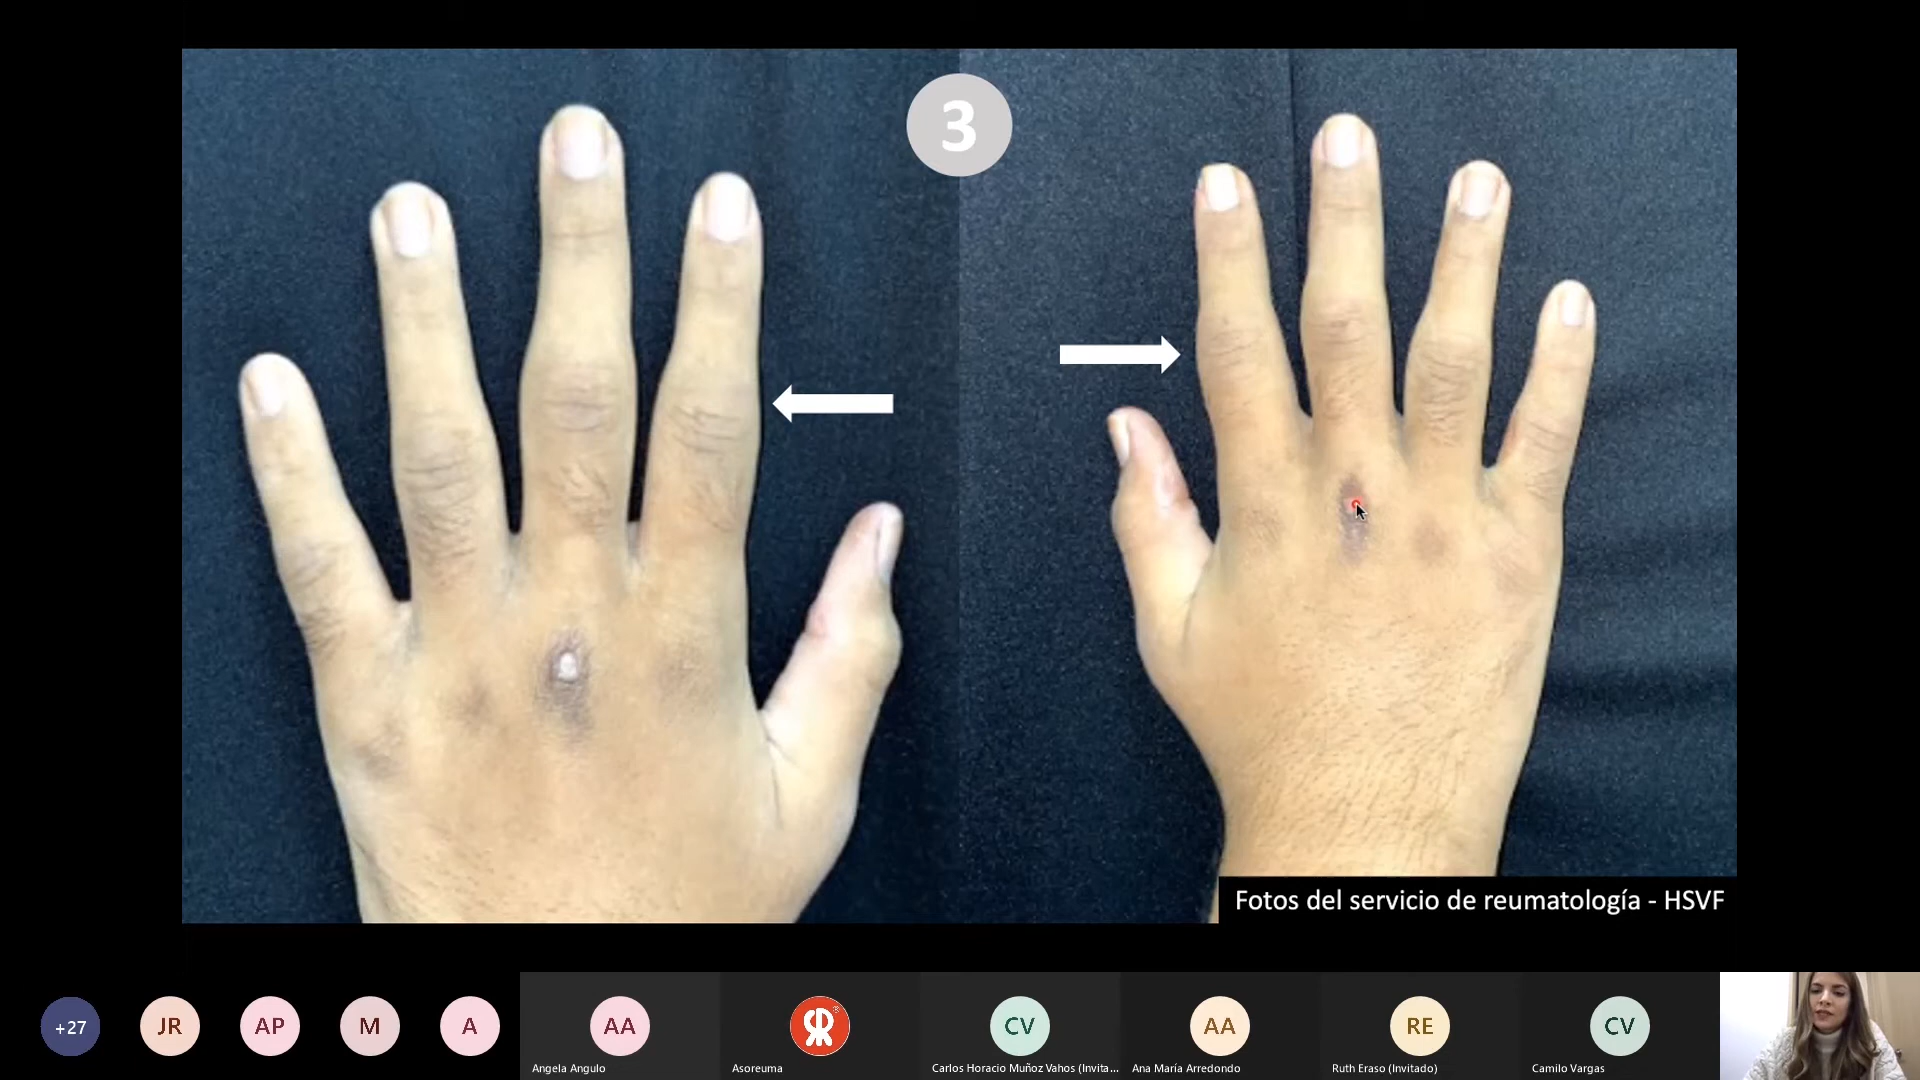 3
Fotos del servicio de reumatología - HSVF
+27
JR
AP
M
A
AA
CV
AA
RE
CV
Angela Angulo
Asoreuma
Carlos Horacio Muñoz Vahos (Invita...
Ana María Arredondo
Ruth Eraso (Invitado)
Camilo Vargas